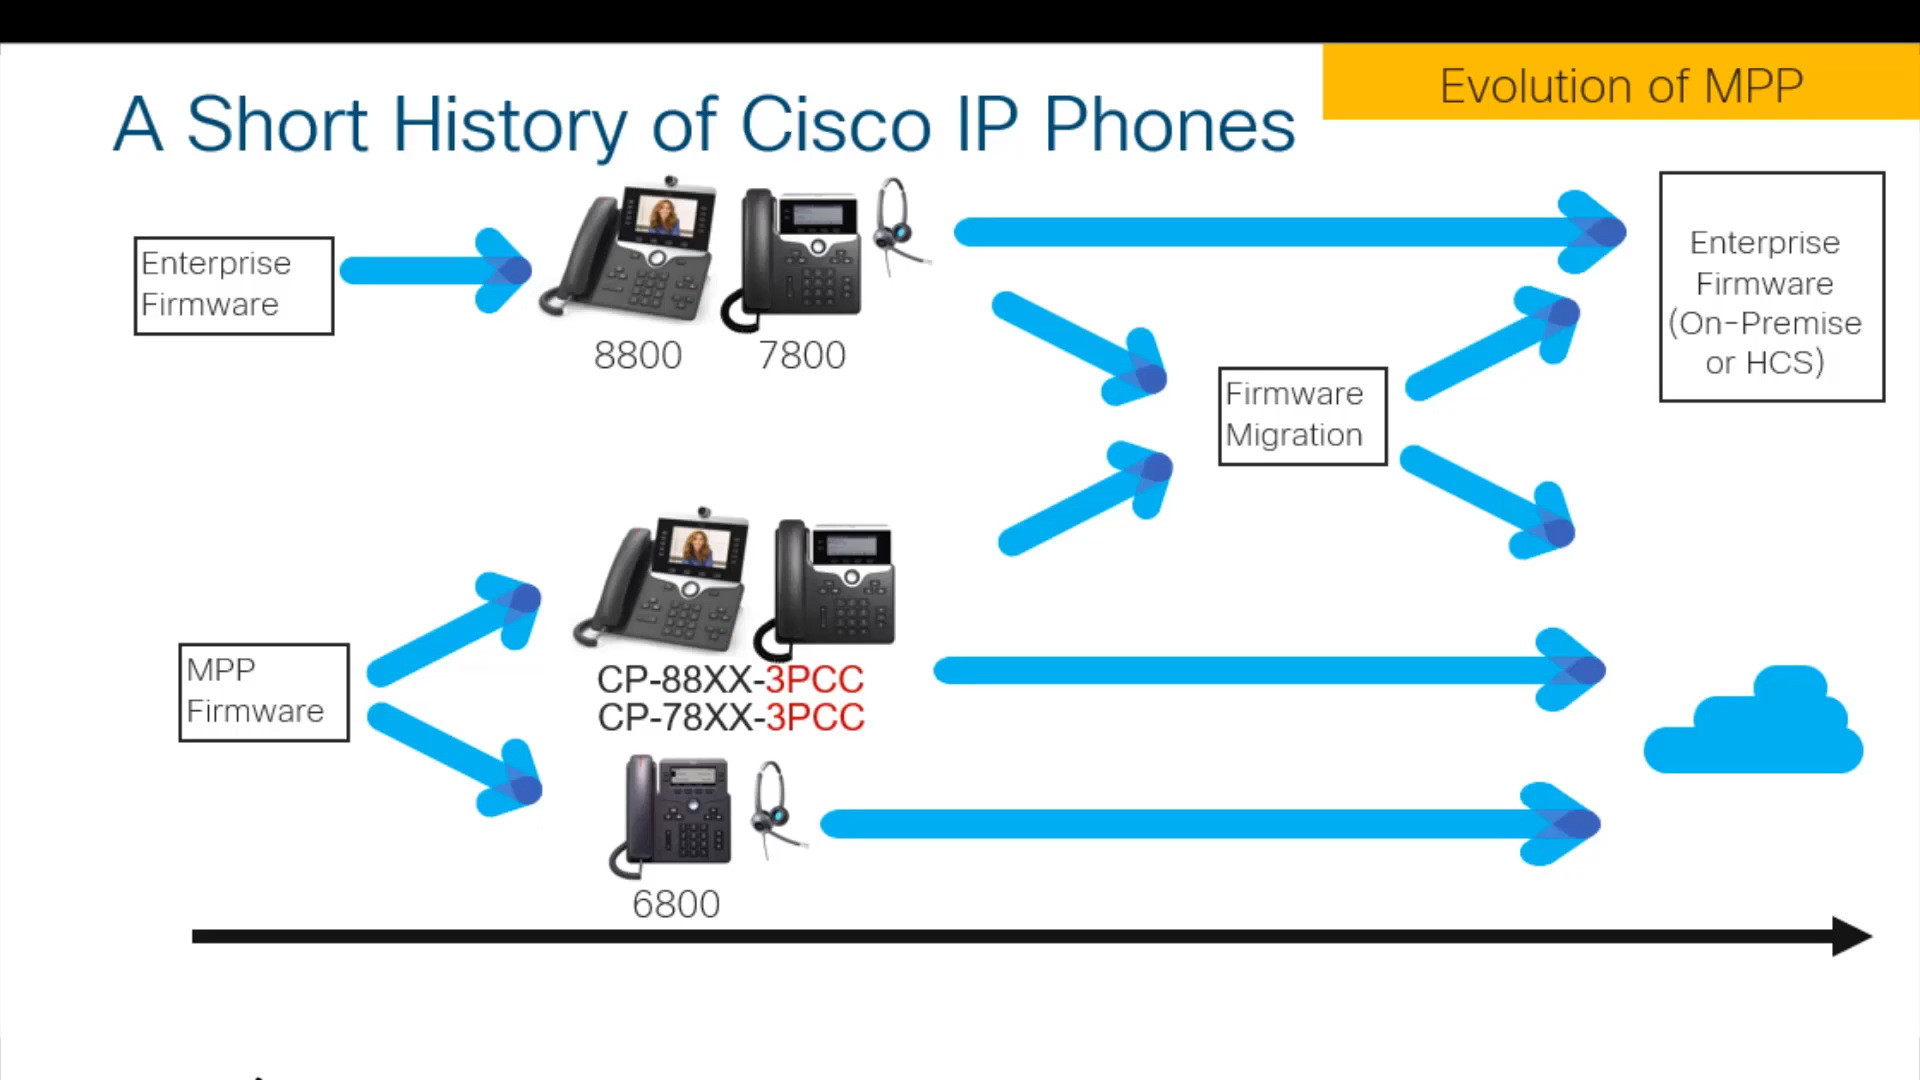 Evolution of MPP
A Short History of Cisco IP Phones
Enterprise
Firmware
8800
7800
Enterprise
Firmware
(On-Premise
or HCS)
Firmware
Migration
MPP
Firmware
CP-88XX-3PCC
CP-78XX-3PCC
6800